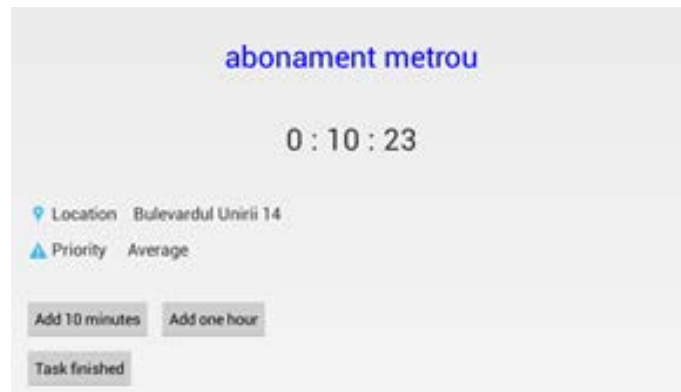 abonament metrou
0 : 10 : 23
Location Bulevardul Unirii 14
Priority Average
Add 10 minutes Add one hour
Task finished